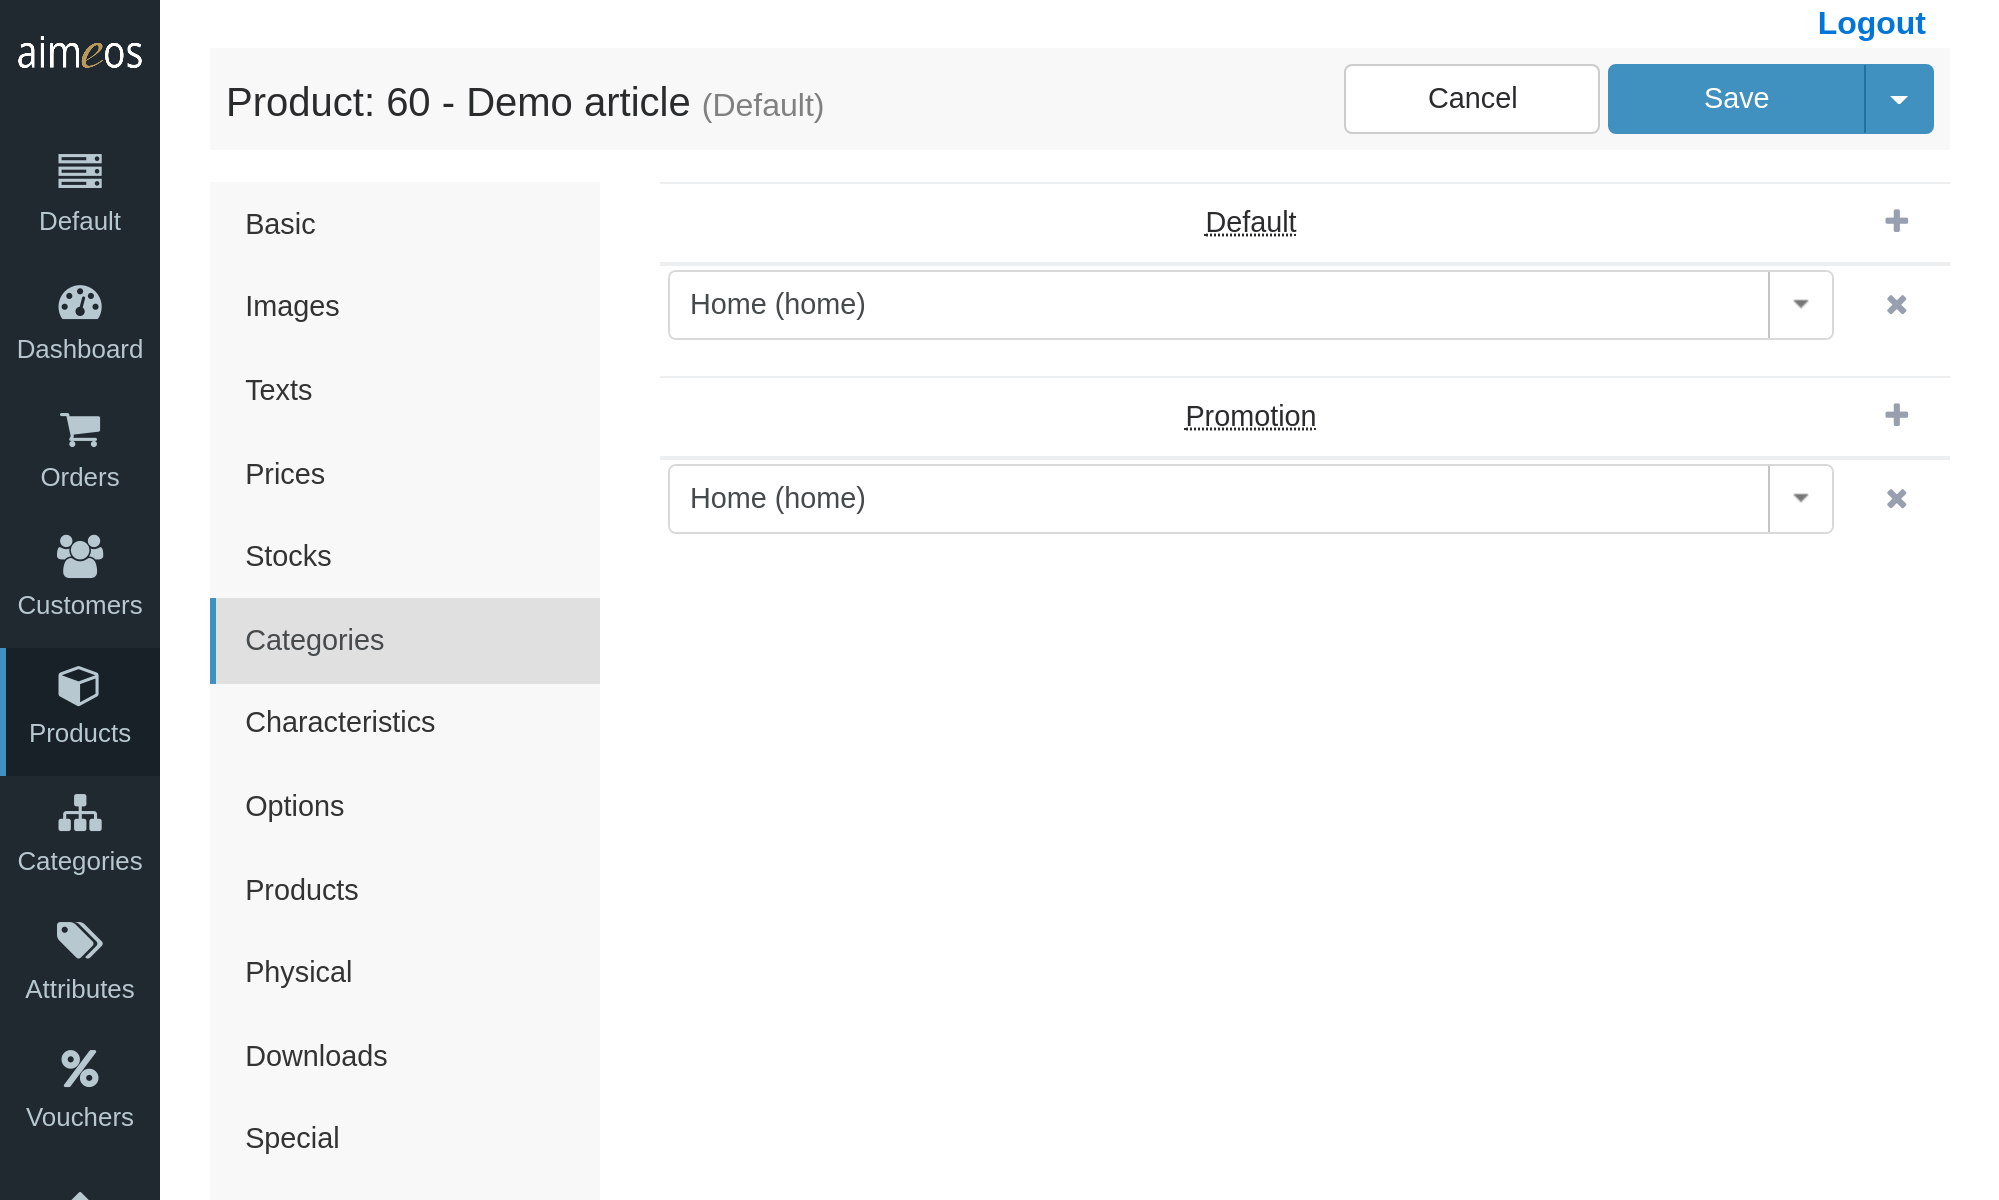 aimeos
Logout
Product: 60 - Demo article (Default)
Cancel
Save
Default
Dashboard
Orders
Customers
Products
Categories
Attributes
Vouchers
Basic
Images
Texts
Prices
Stocks
Categories
Characteristics
Options
Products
Physical
Downloads
Special
Default
Home (home)
Promotion
Home (home)